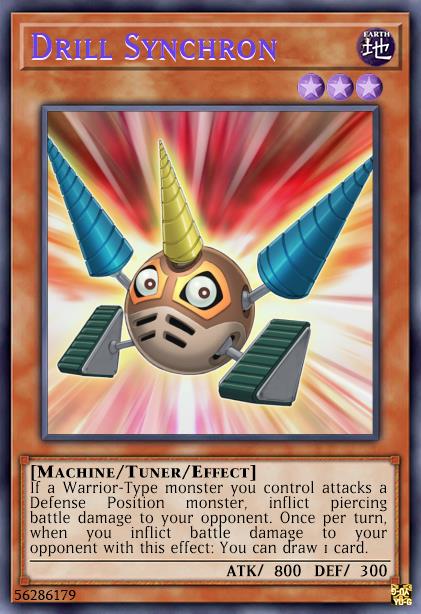 Drill Synchron
EARTH
地
[Machine/Tuner/Effect]
If a Warrior-Type monster you control attacks a
Defense Position monster, inflict piercing
battle damage to your opponent. Once per turn,
when you inflict battle damage to your
opponent with this effect: You can draw 1 card.
ATK/ 800 DEF/ 300
56286179